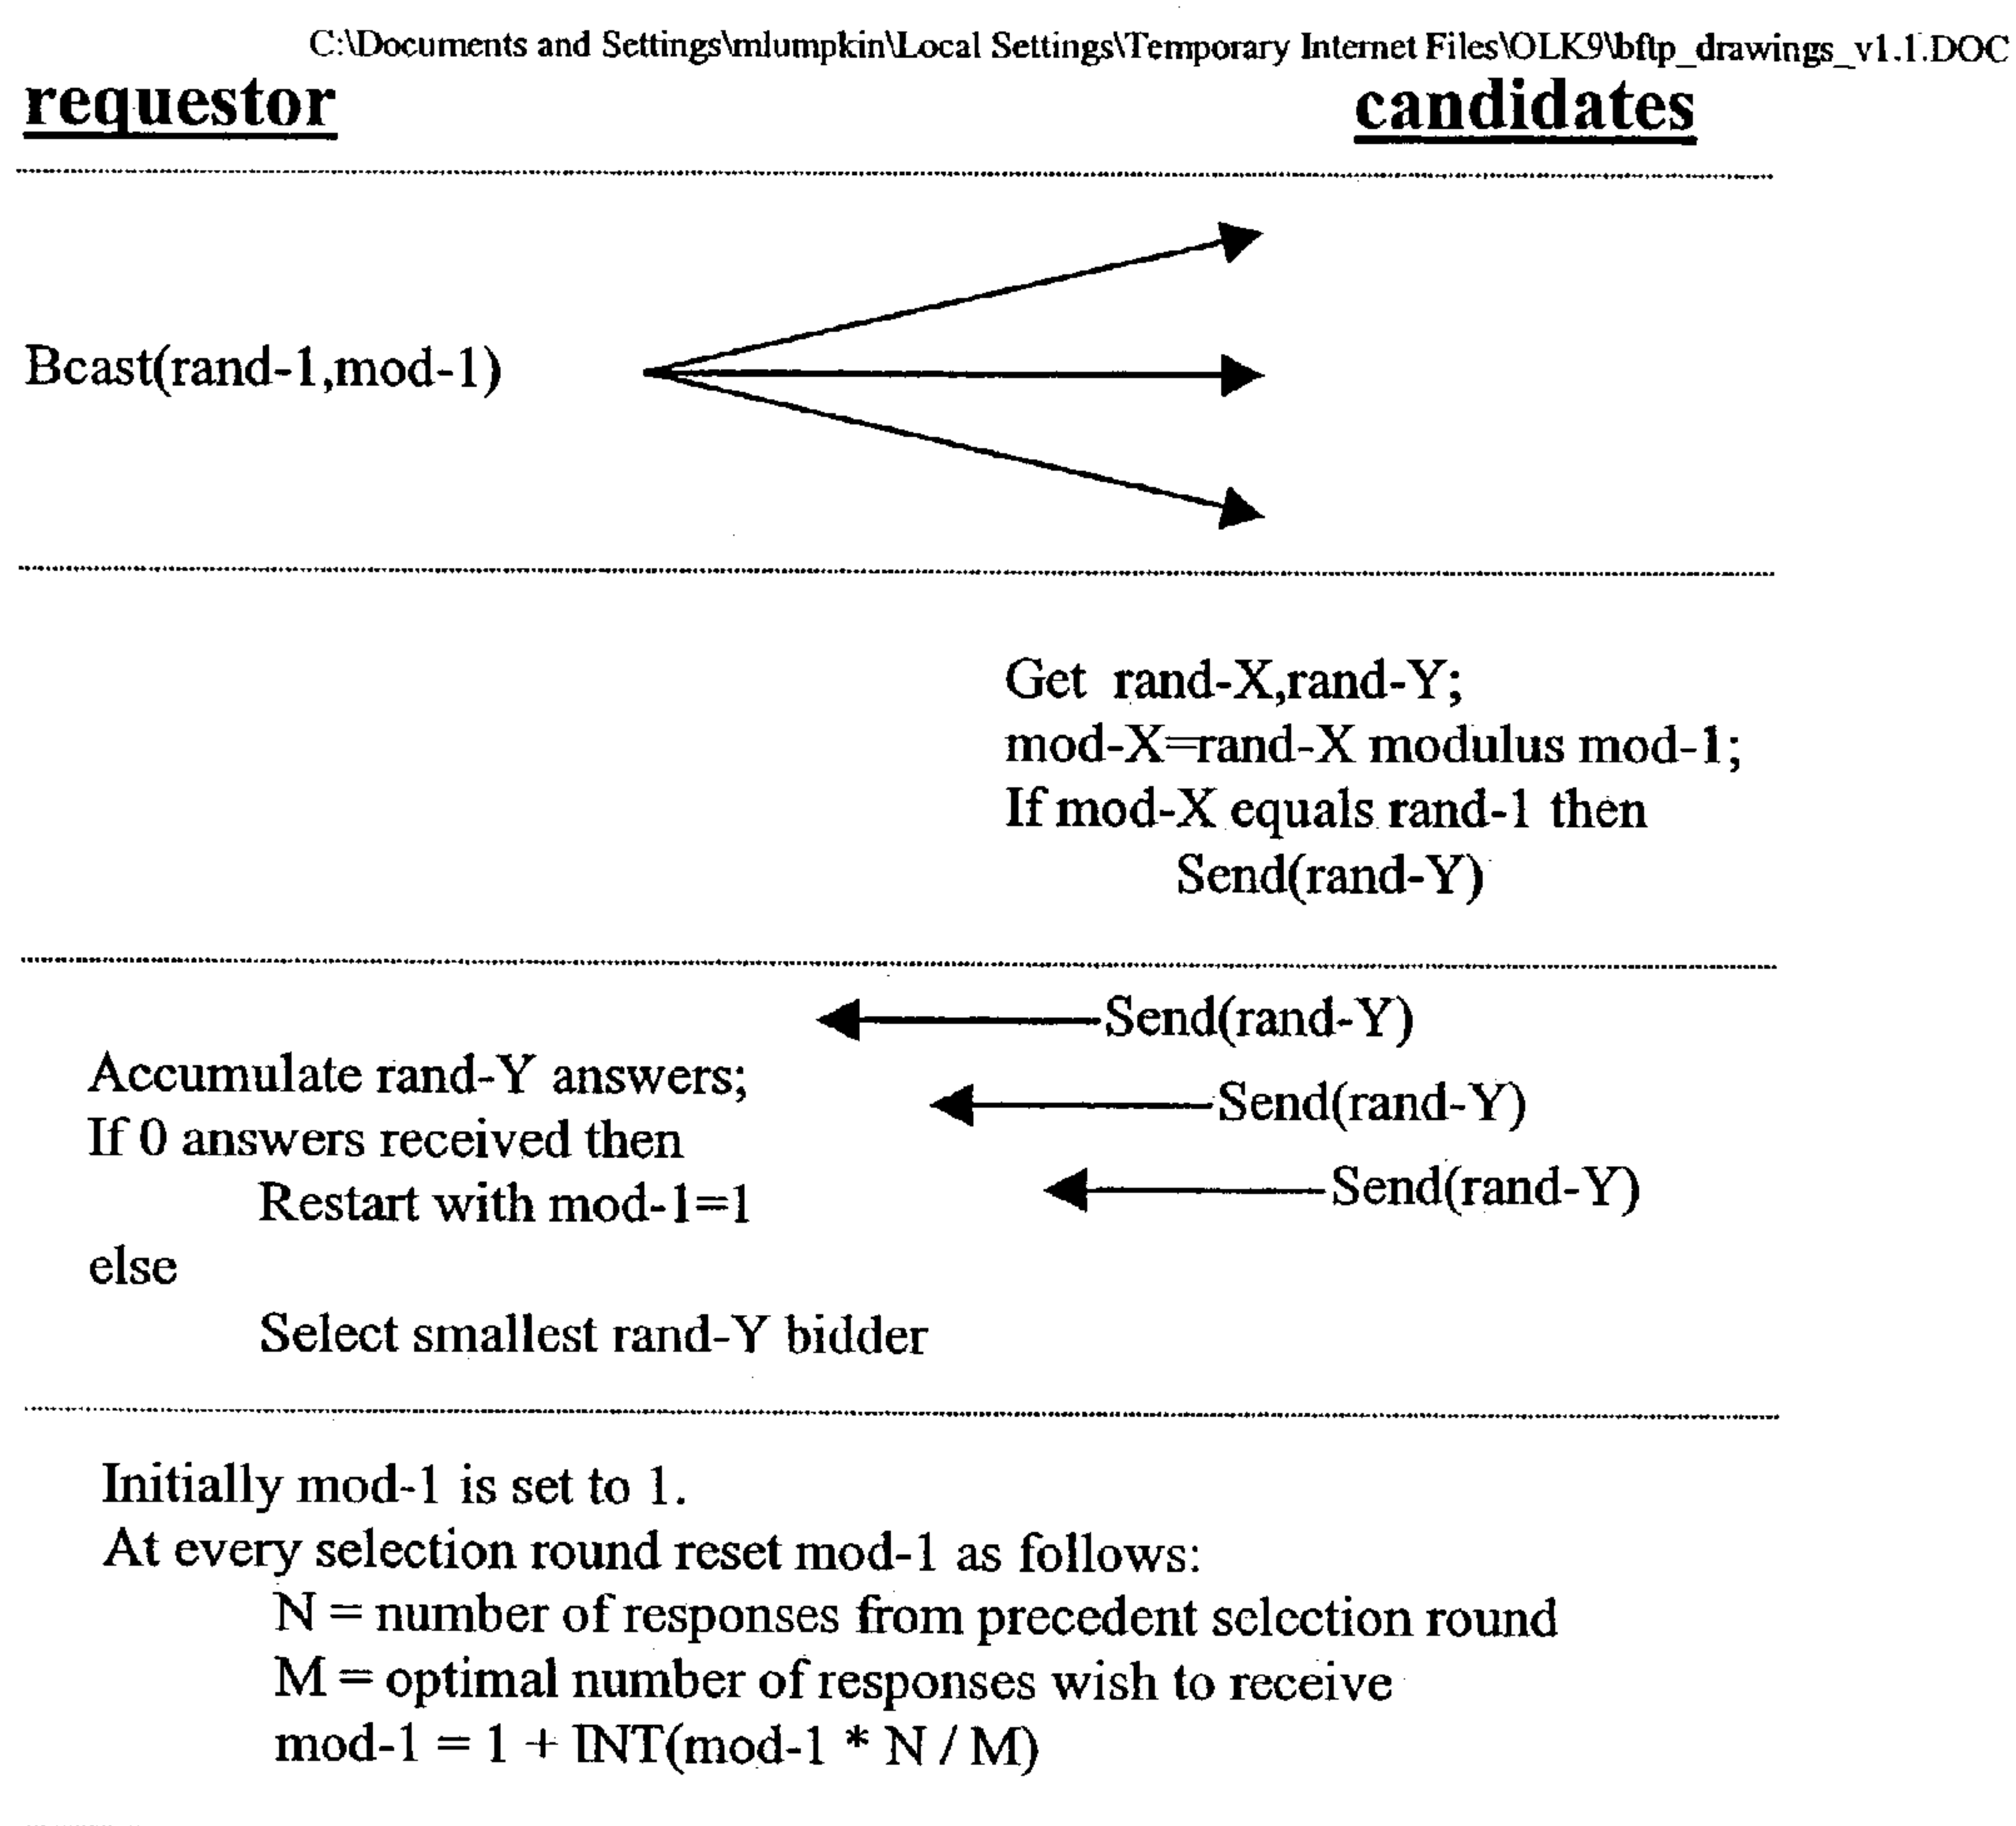 C:\Documents and Settings\mlumpkin\Local Settings\Temporary Internet Files\OLK9\bftp_drawings_v1.1.DOC
requestor candidates
Bcast(rand-1,mod-1)
Get rand-X,rand-Y;
mod-X=rand-X modulus mod-1;
If mod-X equals rand-1 then
Send(rand-Y)
Send(rand-Y)
Accumulate rand-Y answers;
Send(rand-Y)
If 0 answers received then
Send(rand-Y)
Restart with mod-1=1
else
Select smallest rand-Y bidder
Initially mod-1 is set to 1.
At every selection round reset mod-1 as follows:
N = number of responses from precedent selection round
M = optimal number of responses wish to receive
mod-1 = 1 + INT(mod-1 * N / M)